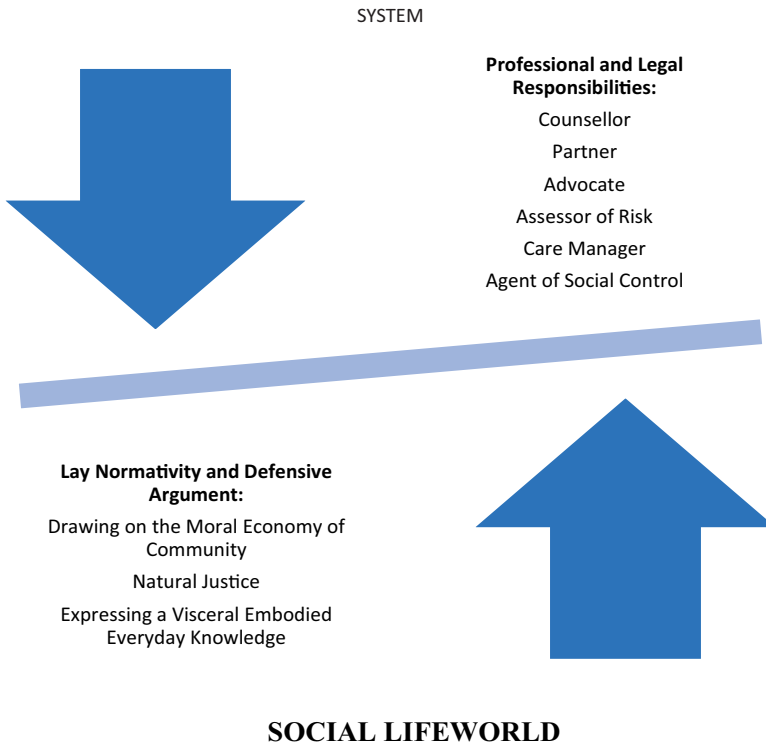 SYSTEM
Professional and Legal
Responsibilities:
Counsellor
Partner
Advocate
Assessor of Risk
Care Manager
Agent of Social Control
Lay Normativity and Defensive
Argument:
Drawing on the Moral Economy of
Community
Natural Justice
Expressing a Visceral Embodied
Everyday Knowledge
SOCIAL LIFEWORLD